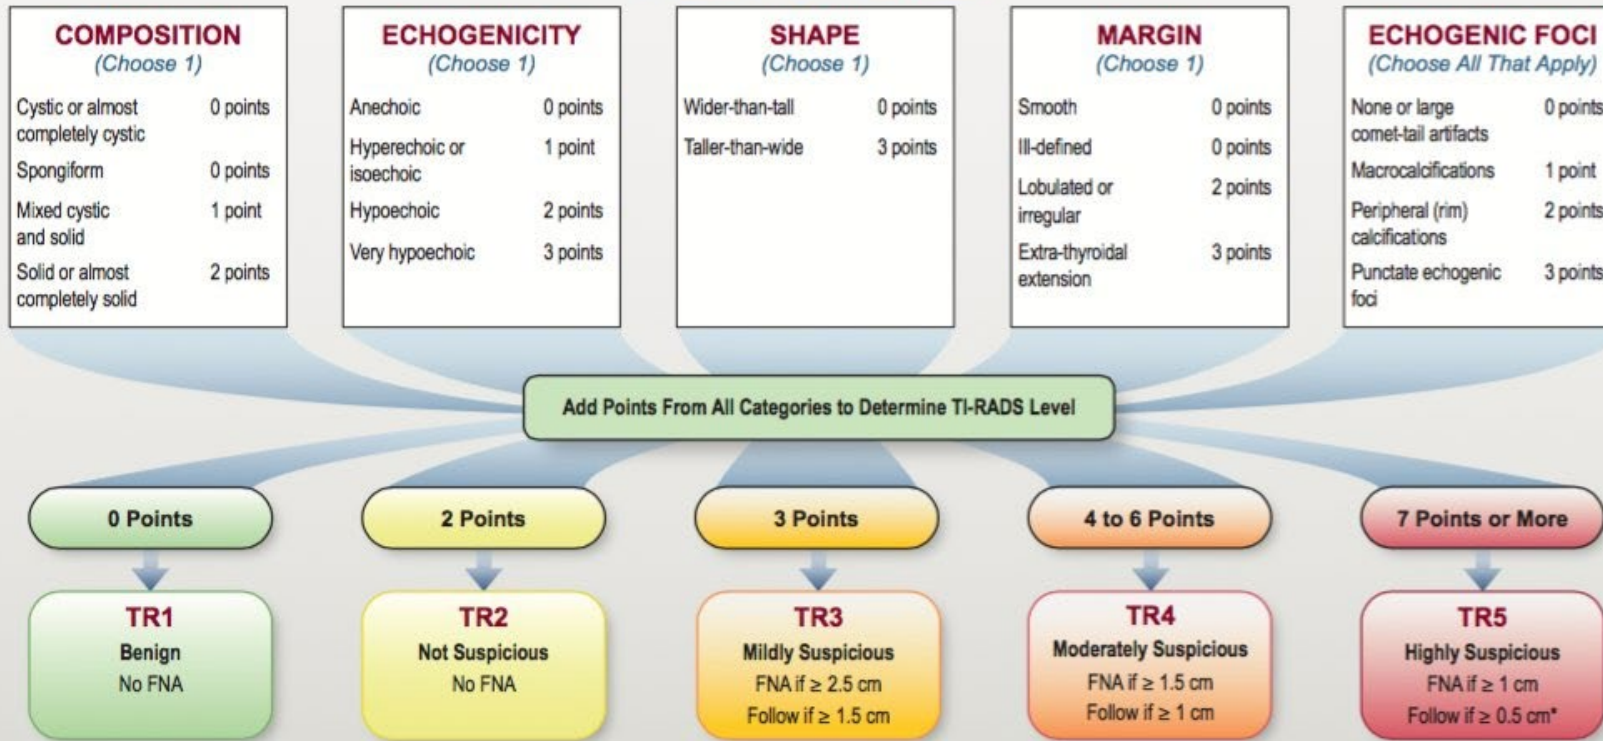 COMPOSITION
(Choose 1)
Cystic or almost 0 points
completely cystic
Spongiform 0 points
Mixed cystic 1 point
and solid
Solid or almost 2 points
completely solid
ECHOGENICITY
(Choose 1)
Anechoic 0 points
Hyperechoic or 1 point
isoechoic
Hypoechoic 2 points
Very hypoechoic 3 points
SHAPE
(Choose 1)
Wider-than-tall 0 points
Taller-than-wide 3 points
MARGIN
(Choose 1)
Smooth 0 points
Ill-defined 0 points
Lobulated or 2 points
irregular
Extra-thyroidal 3 points
extension
ECHOGENIC FOCI
(Choose All That Apply)
None or large 0 points
comet-tail artifacts
Macrocalcifications 1 point
Peripheral (rim) 2 points
calcifications
Punctate echogenic 3 points
foci
Add Points From All Categories to Determine TI-RADS Level
0 Points
2 Points
3 Points
4 to 6 Points
7 Points or More
TR1
Benign
No FNA
TR2
Not Suspicious
No FNA
TR3
Mildly Suspicious
FNA if ≥ 2.5 cm
Follow if ≥ 1.5 cm
TR4
Moderately Suspicious
FNA if ≥ 1.5 cm
Follow if ≥ 1 cm
TR5
Highly Suspicious
FNA if ≥ 1 cm
Follow if ≥ 0.5 cm*